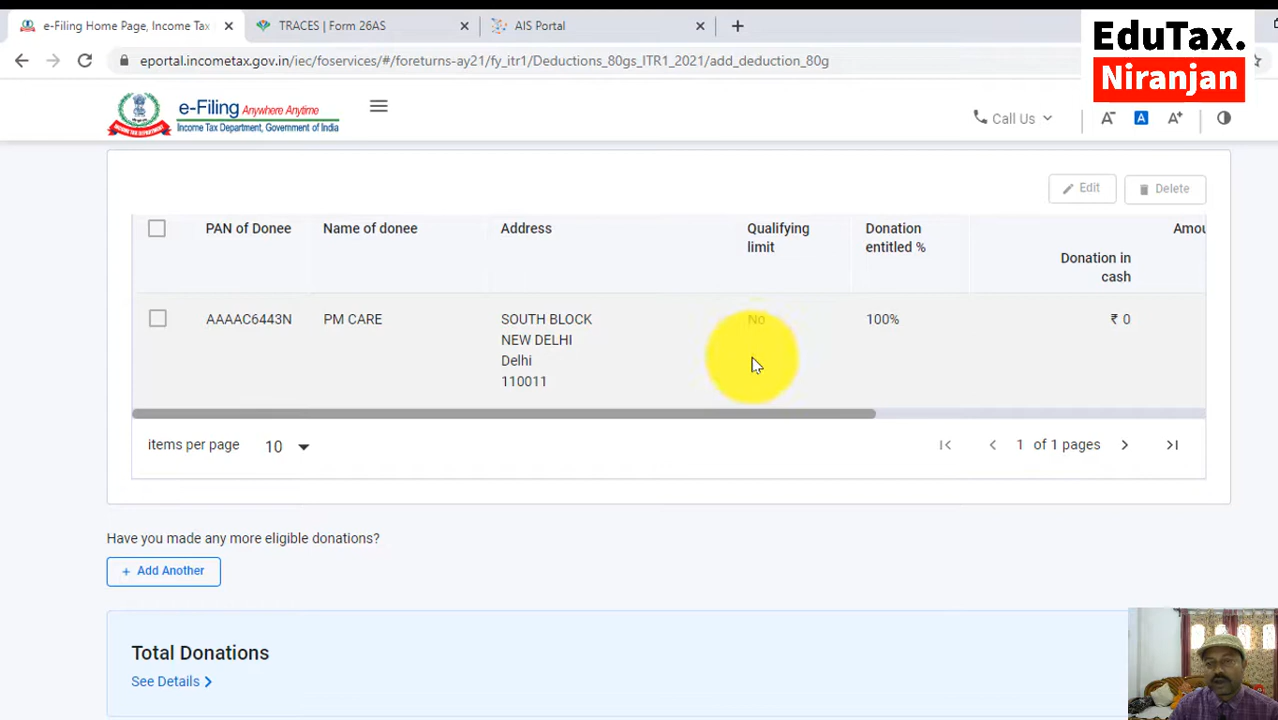 e-Filing Home Page, Income Tax
TRACES | Form 26AS
AIS Portal
EduTax.
Niranjan
eportal.incometax.gov.in/iec/foservices/#/foreturns-ay21/fy_itr1/Deductions_80gs_ITR1_2021/add_deduction_80g
e-Filing Anywhere Anytime
Income Tax Department, Government of India
Call Us
A-
A
A+
Edit
Delete
PAN of Donee
Name of donee
Address
Qualifying
limit
Donation
entitled %
Amou
Donation in
cash
AAAAC6443N
PM CARE
SOUTH BLOCK
NEW DELHI
Delhi
110011
No
100%
₹ 0
items per page
10
1 of 1 pages
Have you made any more eligible donations?
+ Add Another
Total Donations
See Details